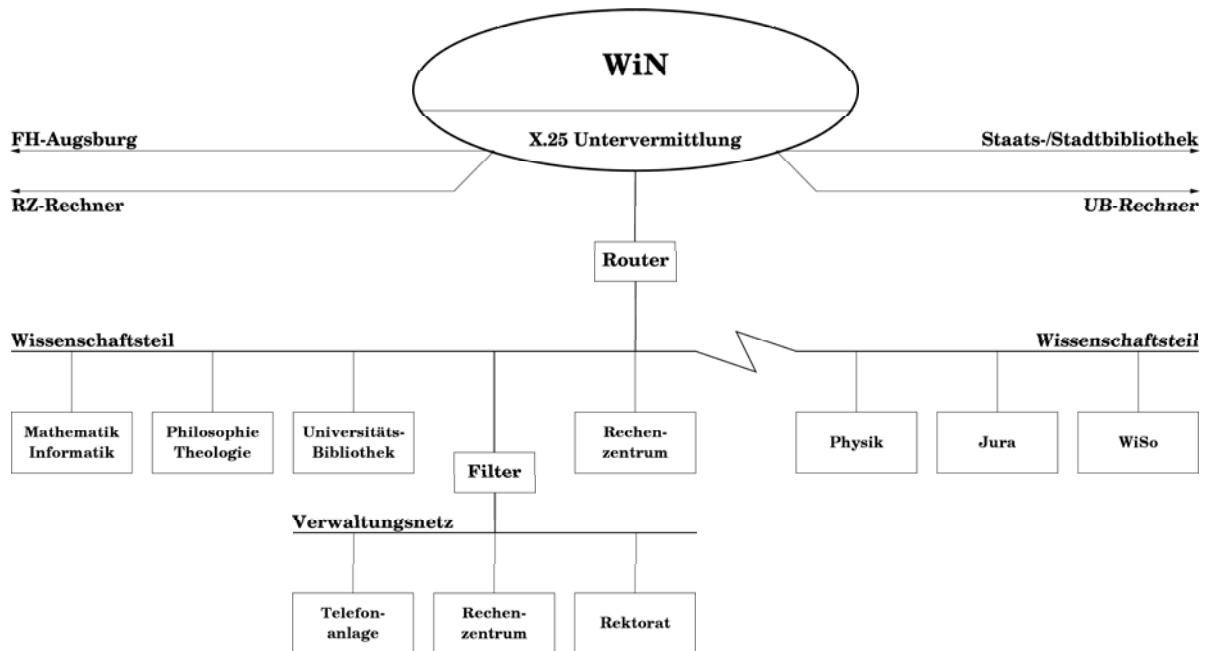 WiN
X.25 Untervermittlung
FH-Augsburg
Staats-/Stadtbibliothek
RZ-Rechner
UB-Rechner
Router
Wissenschaftsteil
Wissenschaftsteil
Mathematik
Informatik
Philosophie
Theologie
Universitäts-
Bibliothek
Filter
Rechen-
zentrum
Physik
Jura
WiSo
Verwaltungsnetz
Telefon-
anlage
Rechen-
zentrum
Rektorat